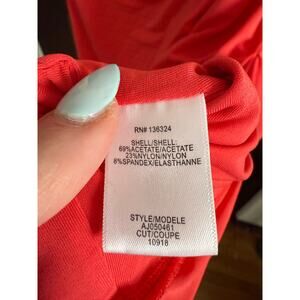 RN# 136324
SHELL/SHELL:
69%ACETATE/ACETATE
23%NYLON/NYLON
8%SPANDEX/ELASTHANNE
STYLE/MODELE
AJ050461
CUT/COUPE
10918